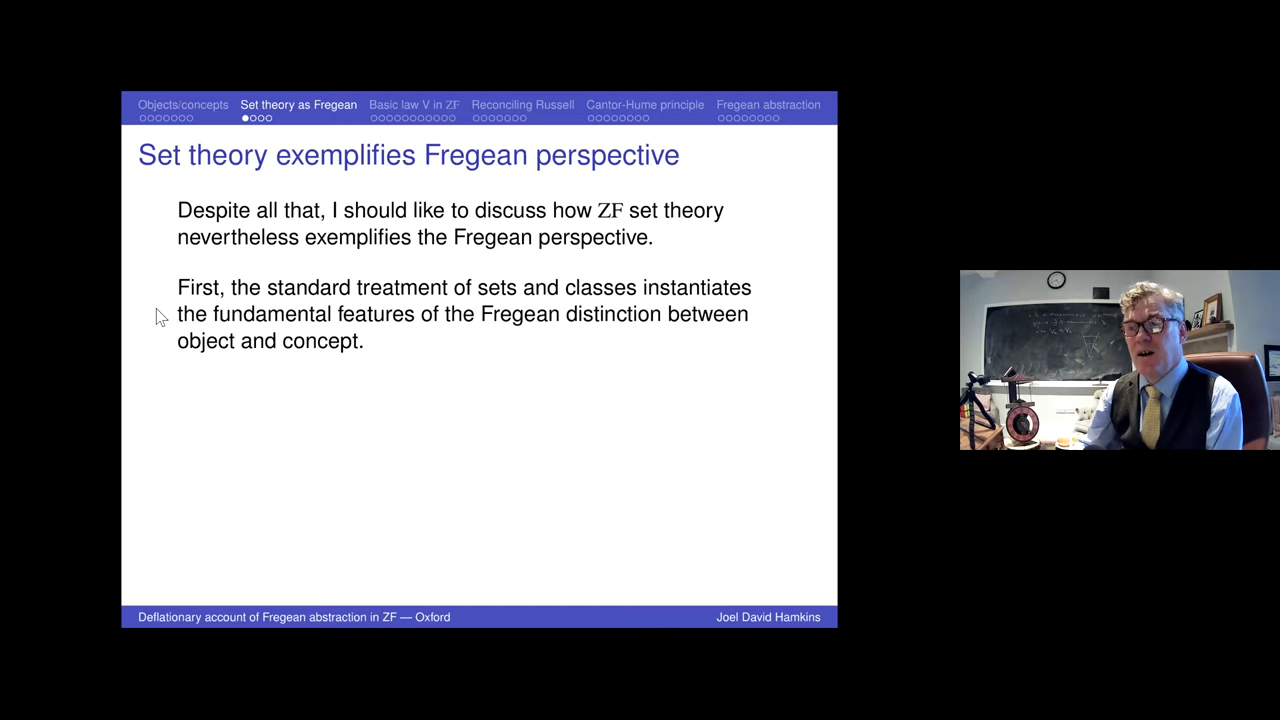 Objects/concepts Set theory as Fregean Basic law V in ZF Reconciling Russell Cantor-Hume principle Fregean abstraction
Set theory exemplifies Fregean perspective
Despite all that, I should like to discuss how ZF set theory
nevertheless exemplifies the Fregean perspective.
First, the standard treatment of sets and classes instantiates
the fundamental features of the Fregean distinction between
object and concept.
Deflationary account of Fregean abstraction in ZF — Oxford Joel David Hamkins